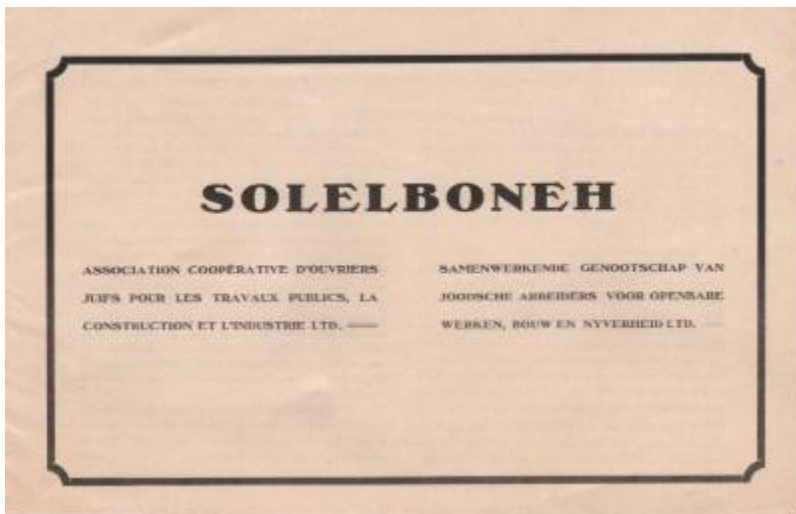 SOLELBONEH
ASSOCIATION COOPÉRATIVE D'OUVRIERS
JUIFS POUR LES TRAVAUX PUBLICS, LA
CONSTRUCTION ET L'INDUSTRIE LTD.
SAMENWERKENDE GENOOTSCHAP VAN
JOODSCHE ARBEIDERS VOOR OPENBARE
WERKEN, BOUW EN NYVERHEID LTD.